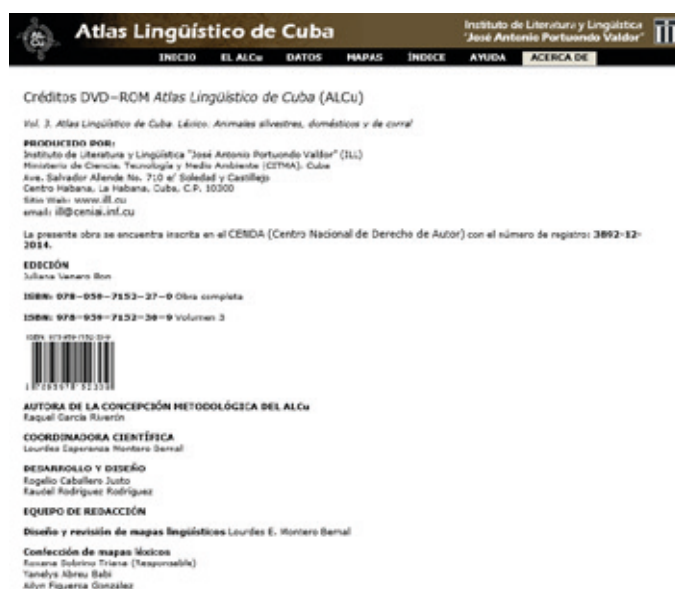 Atlas Lingüístico de Cuba
Instituto de Literatura y Lingüística
"José Antonio Portuondo Valdor"
INICIO EL ALCu DATOS MAPAS ÍNDICE AYUDA ACERCA DE
Créditos DVD-ROM Atlas Lingüístico de Cuba (ALCu)
Vol. 3. Atlas Lingüístico de Cuba. Léxico. Animales silvestres, domésticos y de corral
PRODUCIDO POR:
Instituto de Literatura y Lingüística "José Antonio Portuondo Valdor" (ILL)
Ministerio de Ciencia, Tecnología y Medio Ambiente (CITMA). Cuba
Ave. Salvador Allende No. 710 e/ Soledad y Castillejo
Centro Habana, La Habana, Cuba, C.P. 10300
Sitio Web: www.ill.cu
email: ill@ceniai.inf.cu
La presente obra se encuentra inscrita en el CENDA (Centro Nacional de Derecho de Autor) con el número de registro: 3892-12-
2014.
EDICIÓN
Juliana Venero Bon
ISBN: 978-959-7152-27-0 Obra completa
ISBN: 978-959-7152-30-9 Volumen 3
AUTORA DE LA CONCEPCIÓN METODOLÓGICA DEL ALCu
Raquel García Riverón
COORDINADORA CIENTÍFICA
Lourdes Esperanza Montero Bernal
DESARROLLO Y DISEÑO
Rogelio Caballero Justo
Raudel Rodríguez Rodríguez
EQUIPO DE REDACCIÓN
Diseño y revisión de mapas lingüísticos Lourdes E. Montero Bernal
Confección de mapas léxicos
Roxana Sobrino Triana (Responsable)
Yanelys Abreu Babi
Ailyn Figueroa González